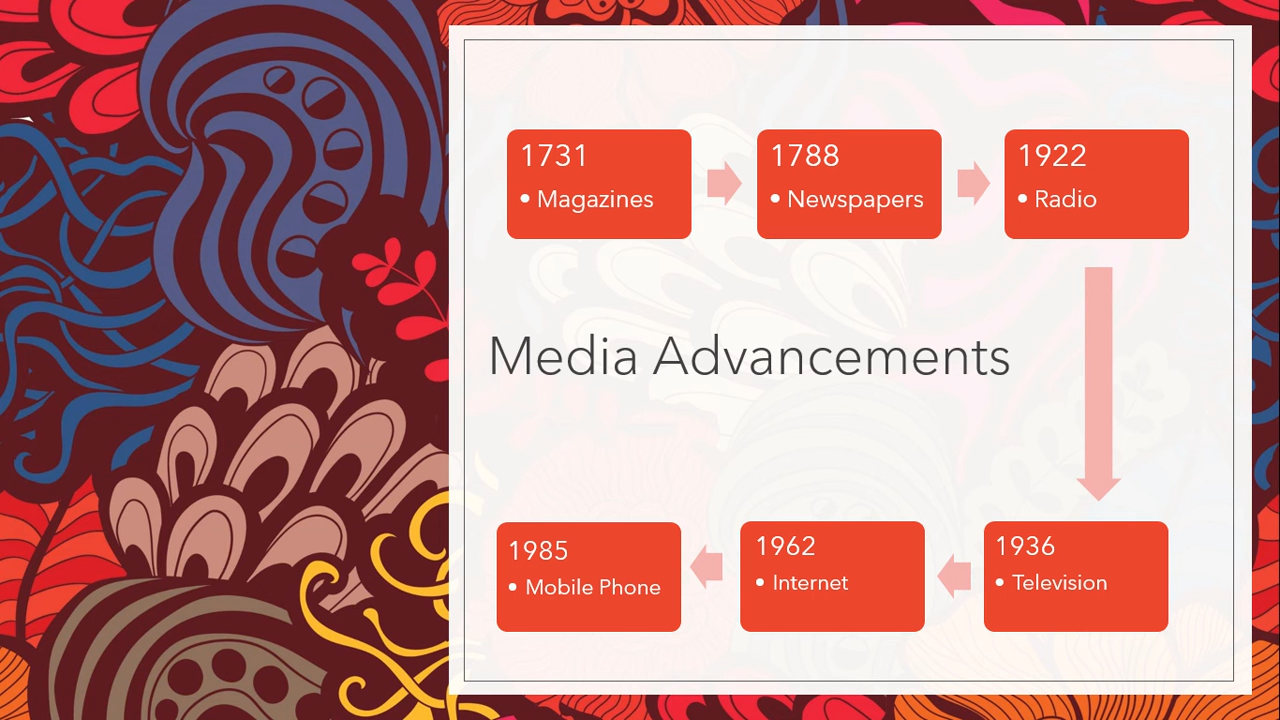 1731
• Magazines
1788
• Newspapers
1922
• Radio
Media Advancements
1936
• Television
1962
• Internet
1985
• Mobile Phone